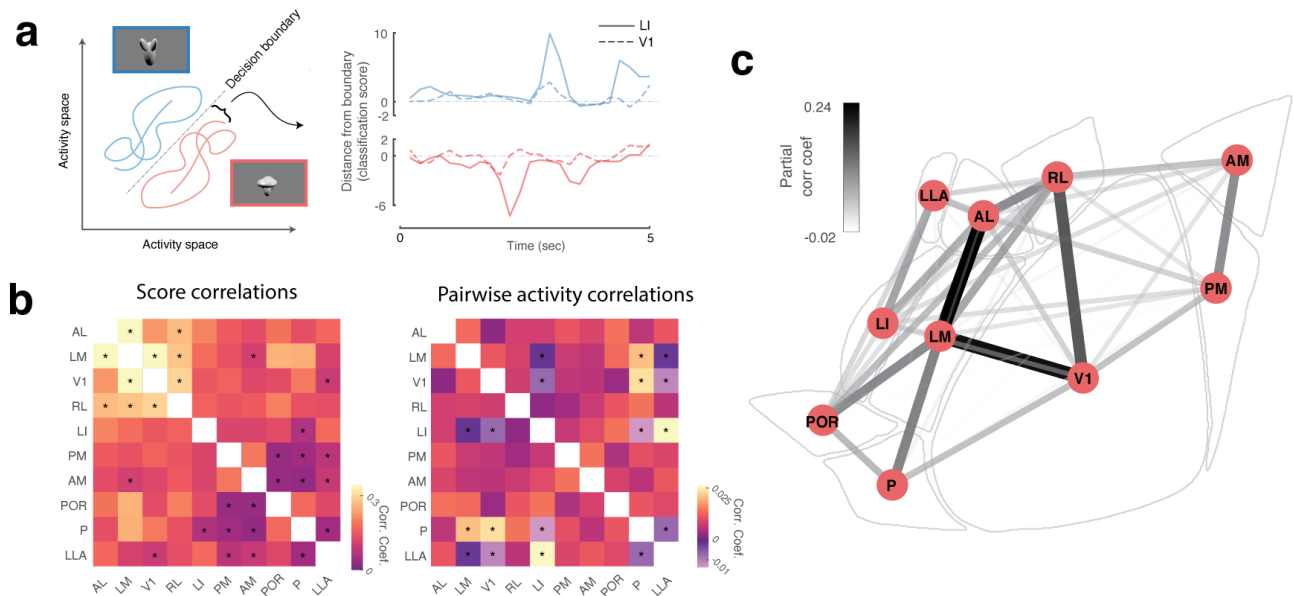 a
Activity space
Activity space
Decision boundary
LI
V1
Distance from boundary
(classification score)
10
0
-2
2
0
-6
0
5
Time (sec)
b
Score correlations
AL
LM
V1
RL
LI
PM
AM
POR
P
LLA
AL
LM
V1
RL
LI
PM
AM
POR
P
LLA
0.3
0
Corr. Coef.
Pairwise activity correlations
AL
LM
V1
RL
LI
PM
AM
POR
P
LLA
AL
LM
V1
RL
LI
PM
AM
POR
P
LLA
0.025
0
-0.01
Corr. Coef.
c
0.24
Partial
corr coef
-0.02
AM
RL
LLA
AL
PM
LI
LM
V1
POR
P